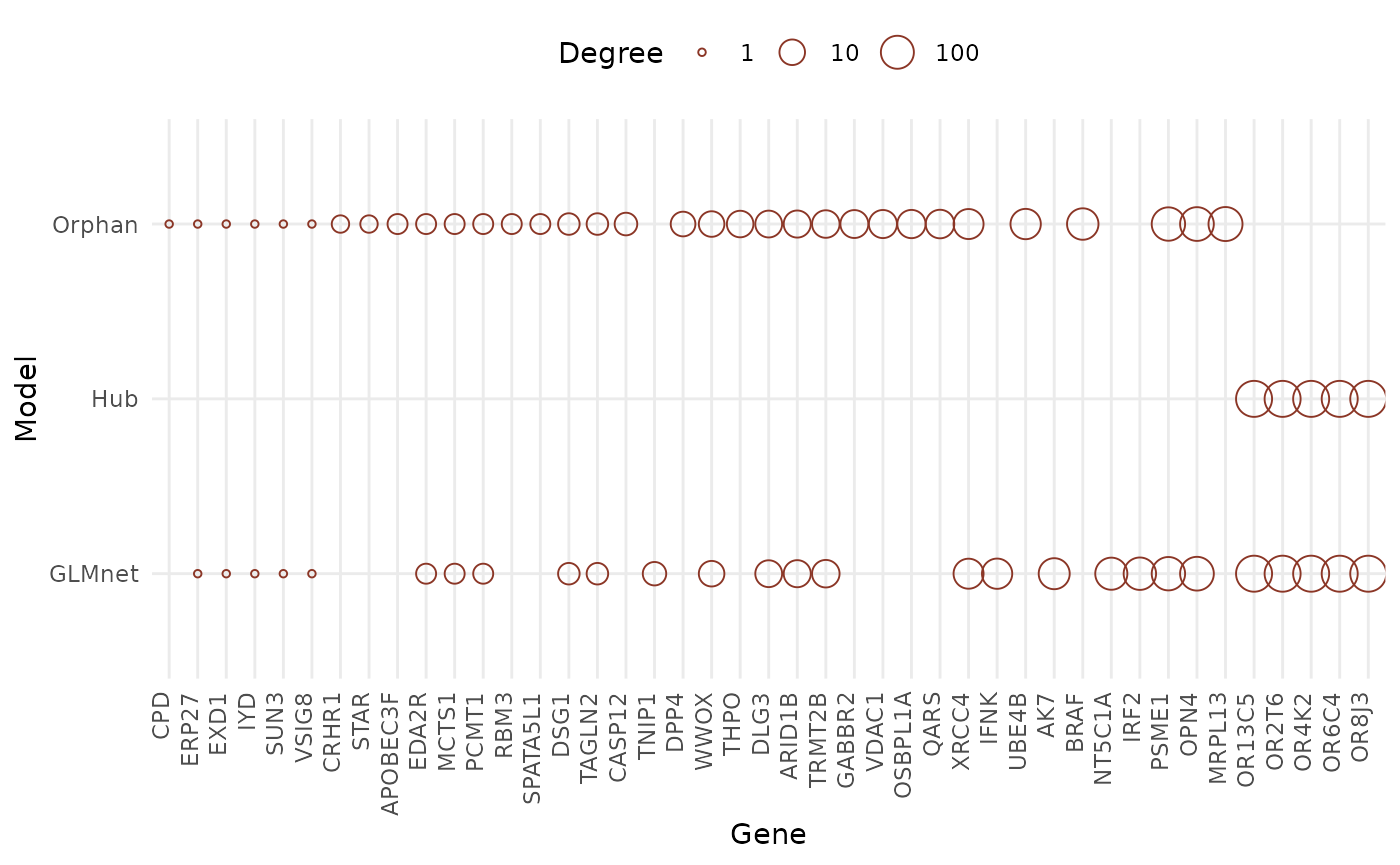 Degree 1 10 100
Model
Orphan
Hub
GLMnet
CPD
ERP27
EXD1
IYD
SUN3
VSIG8
CRHR1
STAR
APOBEC3F
EDA2R
MCTS1
PCMT1
RBM3
SPATA5L1
DSG1
TAGLN2
CASP12
TNIP1
DPP4
WWOX
THPO
DLG3
ARID1B
TRMT2B
GABBR2
VDAC1
OSBPL1A
QARS
XRCC4
IFNK
UBE4B
AK7
BRAF
NT5C1A
IRF2
PSME1
OPN4
MRPL13
OR13C5
OR2T6
OR4K2
OR6C4
OR8J3
Gene